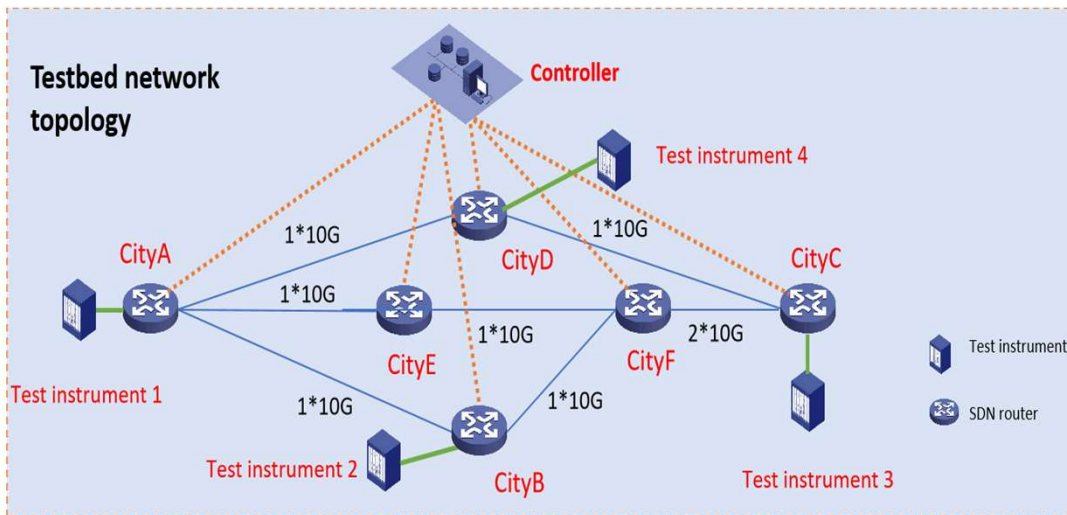 Testbed network
topology
Controller
Test instrument 4
1*10G
CityD
1*10G
CityA
CityC
1*10G
1*10G
2*10G
CityE
CityF
Test instrument
Test instrument 1
1*10G
1*10G
SDN router
Test instrument 2
CityB
Test instrument 3